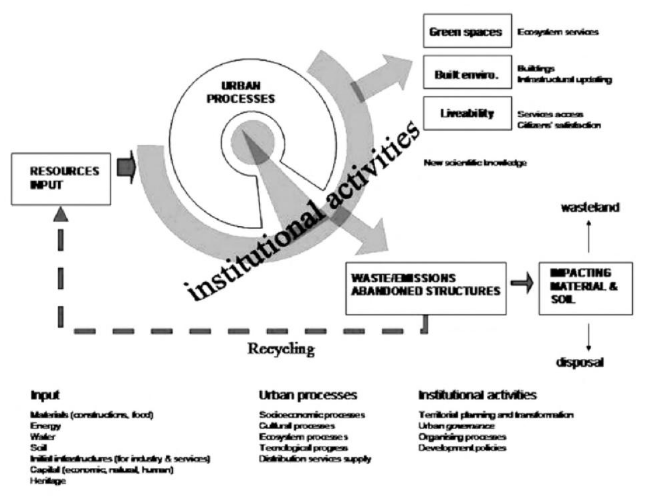 Green spaces
Ecosystem services
Built enviro.
Buildings
Infrastructural updating
Liveability
Services access
Citizens' satisfaction
New scientific knowledge
URBAN
PROCESSES
institutional activities
RESOURCES
INPUT
WASTE/EMISSIONS
ABANDONED STRUCTURES
wasteland
IMPACTING
MATERIAL &
SOIL
disposal
Recycling
Input
Materials (constructions, food)
Energy
Water
Soil
Initial infrastructures (for industry & services)
Capital (economic, natural, human)
Heritage
Urban processes
Socioeconomic processes
Cultural processes
Ecosystem processes
Tecnological progress
Distribution services supply
Institutional activities
Territorial planning and transformation
Urban governance
Organising processes
Development policies